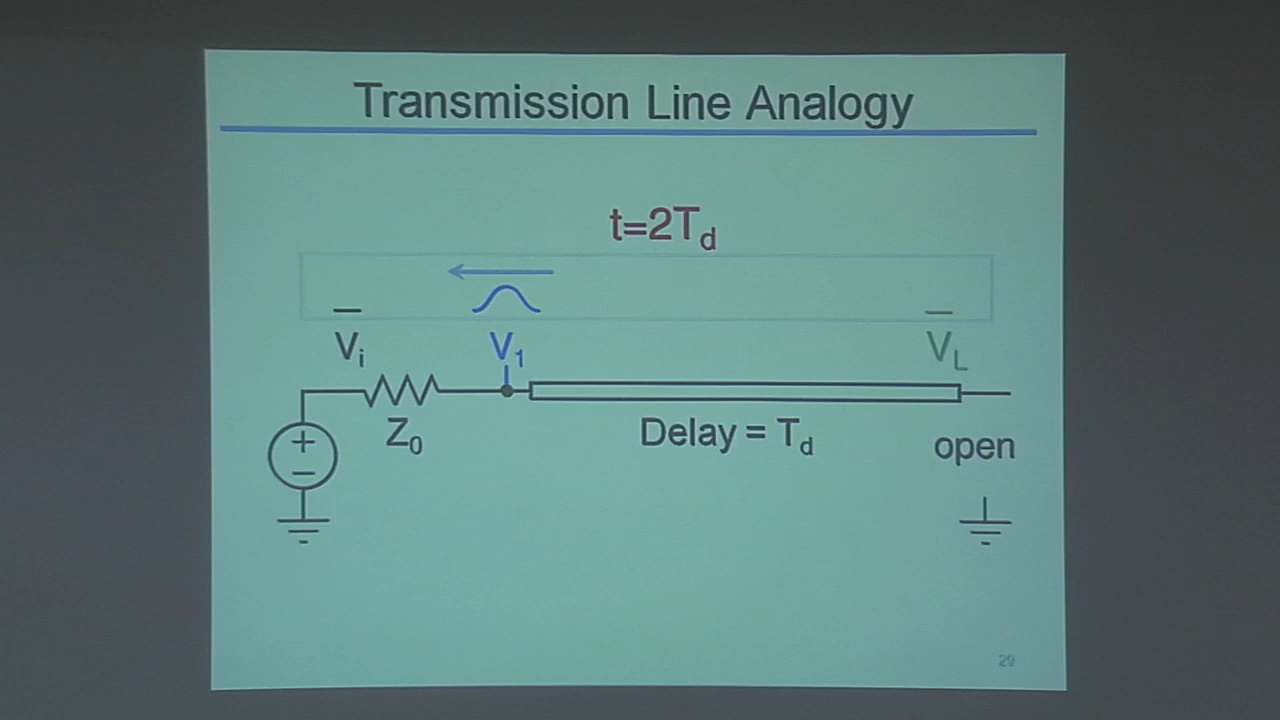 Transmission Line Analogy
t=2T_d
V_i
V_1
V_L
Z_0
Delay = T_d
open
+
−
29